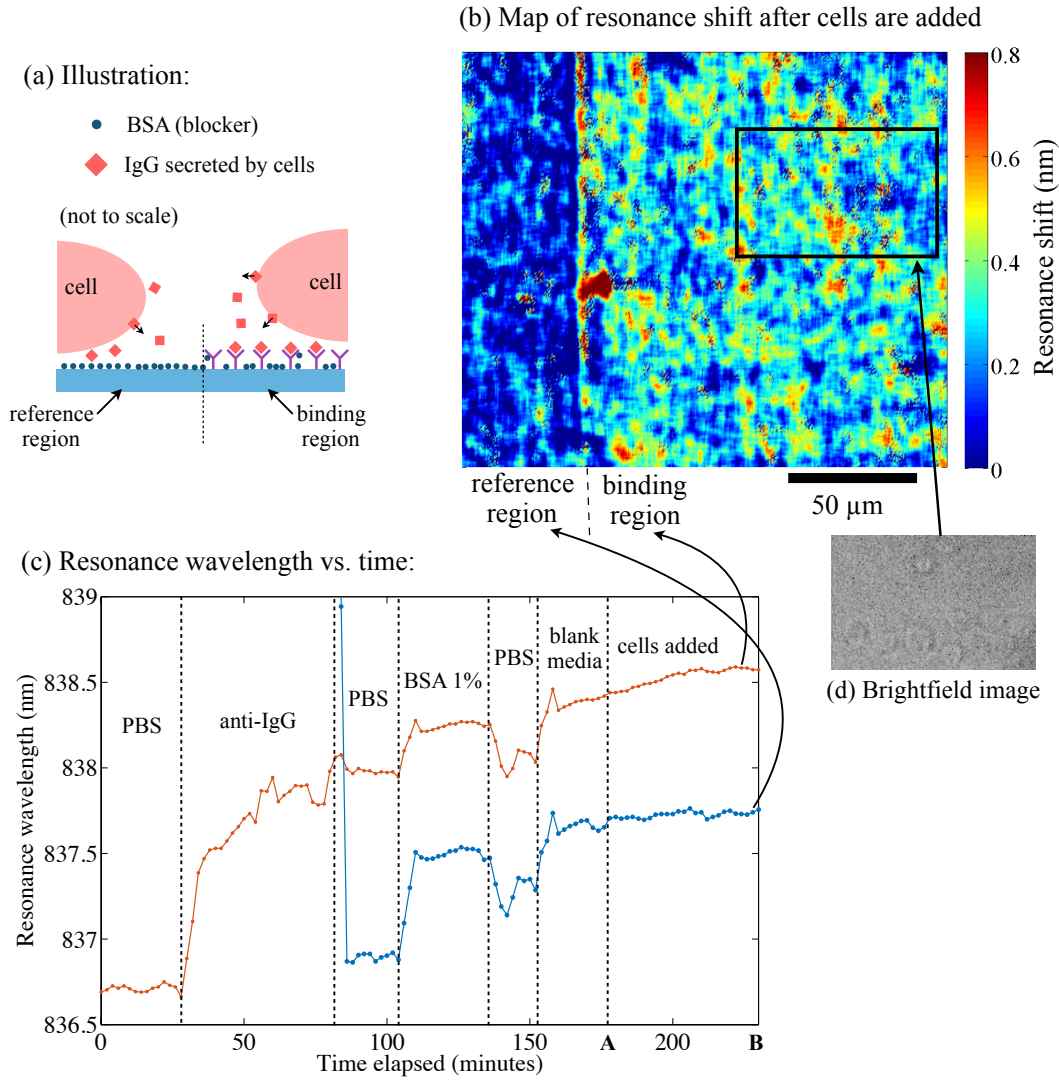 (a) Illustration:
BSA (blocker)
IgG secreted by cells
(not to scale)
cell
cell
reference
region
binding
region
(b) Map of resonance shift after cells are added
0.8
0.6
0.4
0.2
0
Resonance shift (nm)
reference
region
binding
region
50 µm
(d) Brightfield image
(c) Resonance wavelength vs. time:
839
838.5
838
837.5
837
836.5
Resonance wavelength (nm)
PBS
anti-IgG
PBS
BSA 1%
PBS
blank
media
cells added
0
50
100
150
A
200
B
Time elapsed (minutes)